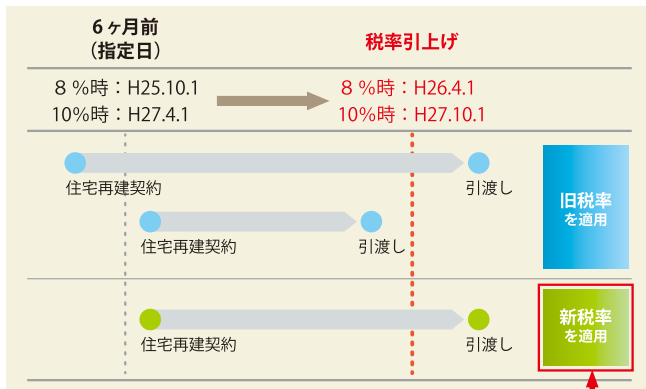 6ヶ月前
（指定日）
税率引上げ
8％時：H25.10.1
8％時：H26.4.1
10％時：H27.4.1
10％時：H27.10.1
住宅再建契約
引渡し
旧税率
を適用
住宅再建契約
引渡し
新税率
を適用
住宅再建契約
引渡し